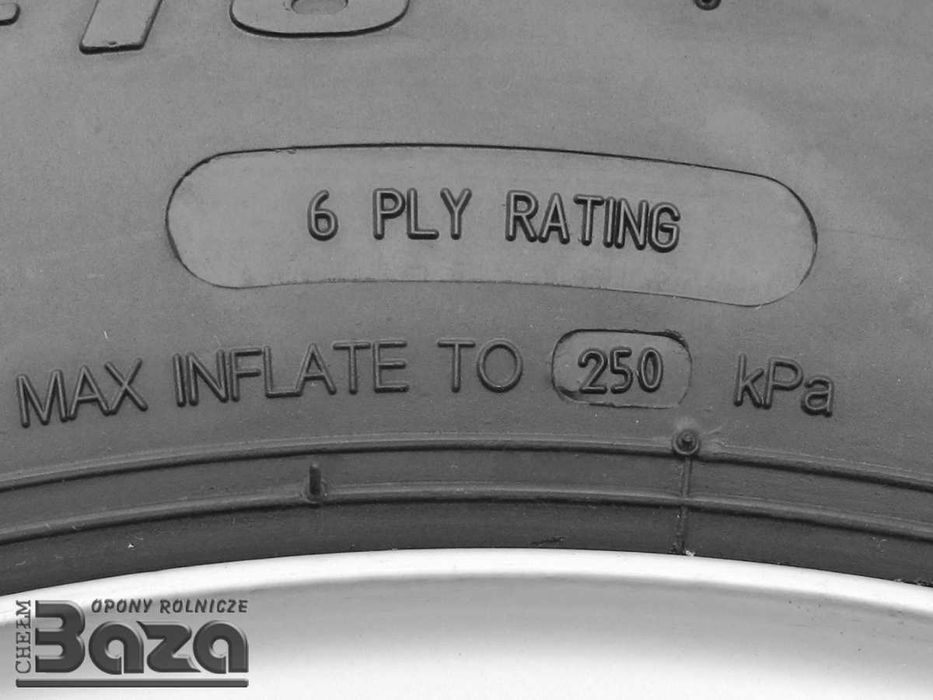 6 PLY RATING
MAX INFLATE TO 250 kPa
OPONY ROLNICZE
CHEŁM
Baza